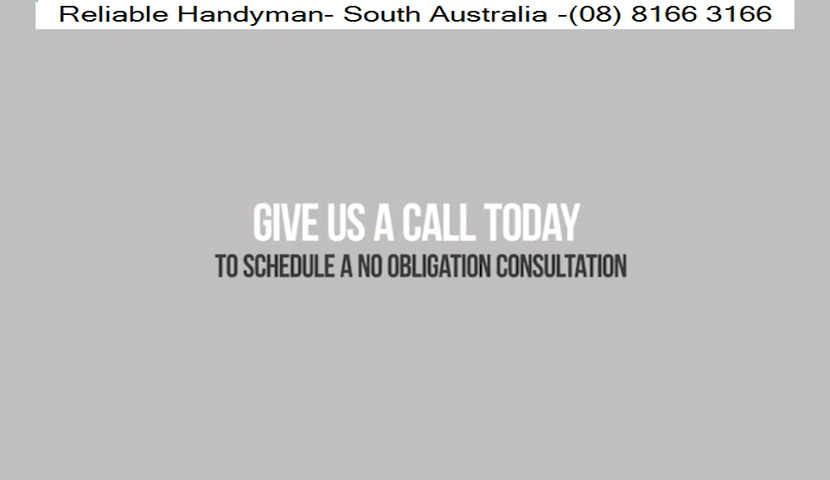 Reliable Handyman- South Australia -(08) 8166 3166
GIVE US A CALL TODAY
TO SCHEDULE A NO OBLIGATION CONSULTATION